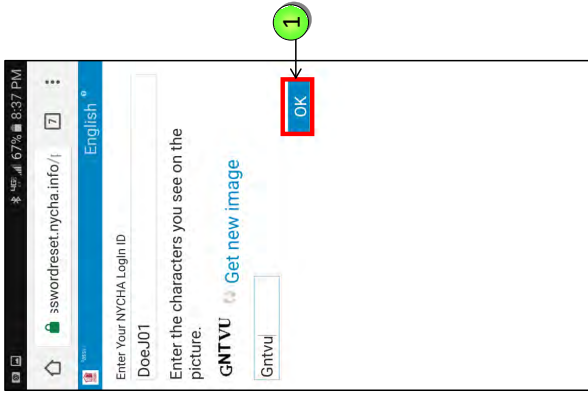 67% 8:37 PM
sswordreset.nycha.info/
7
English
Enter Your NYCHA LogIn ID
DoeJ01
Enter the characters you see on the
picture.
GNTVU Get new image
Gntvu
OK
1